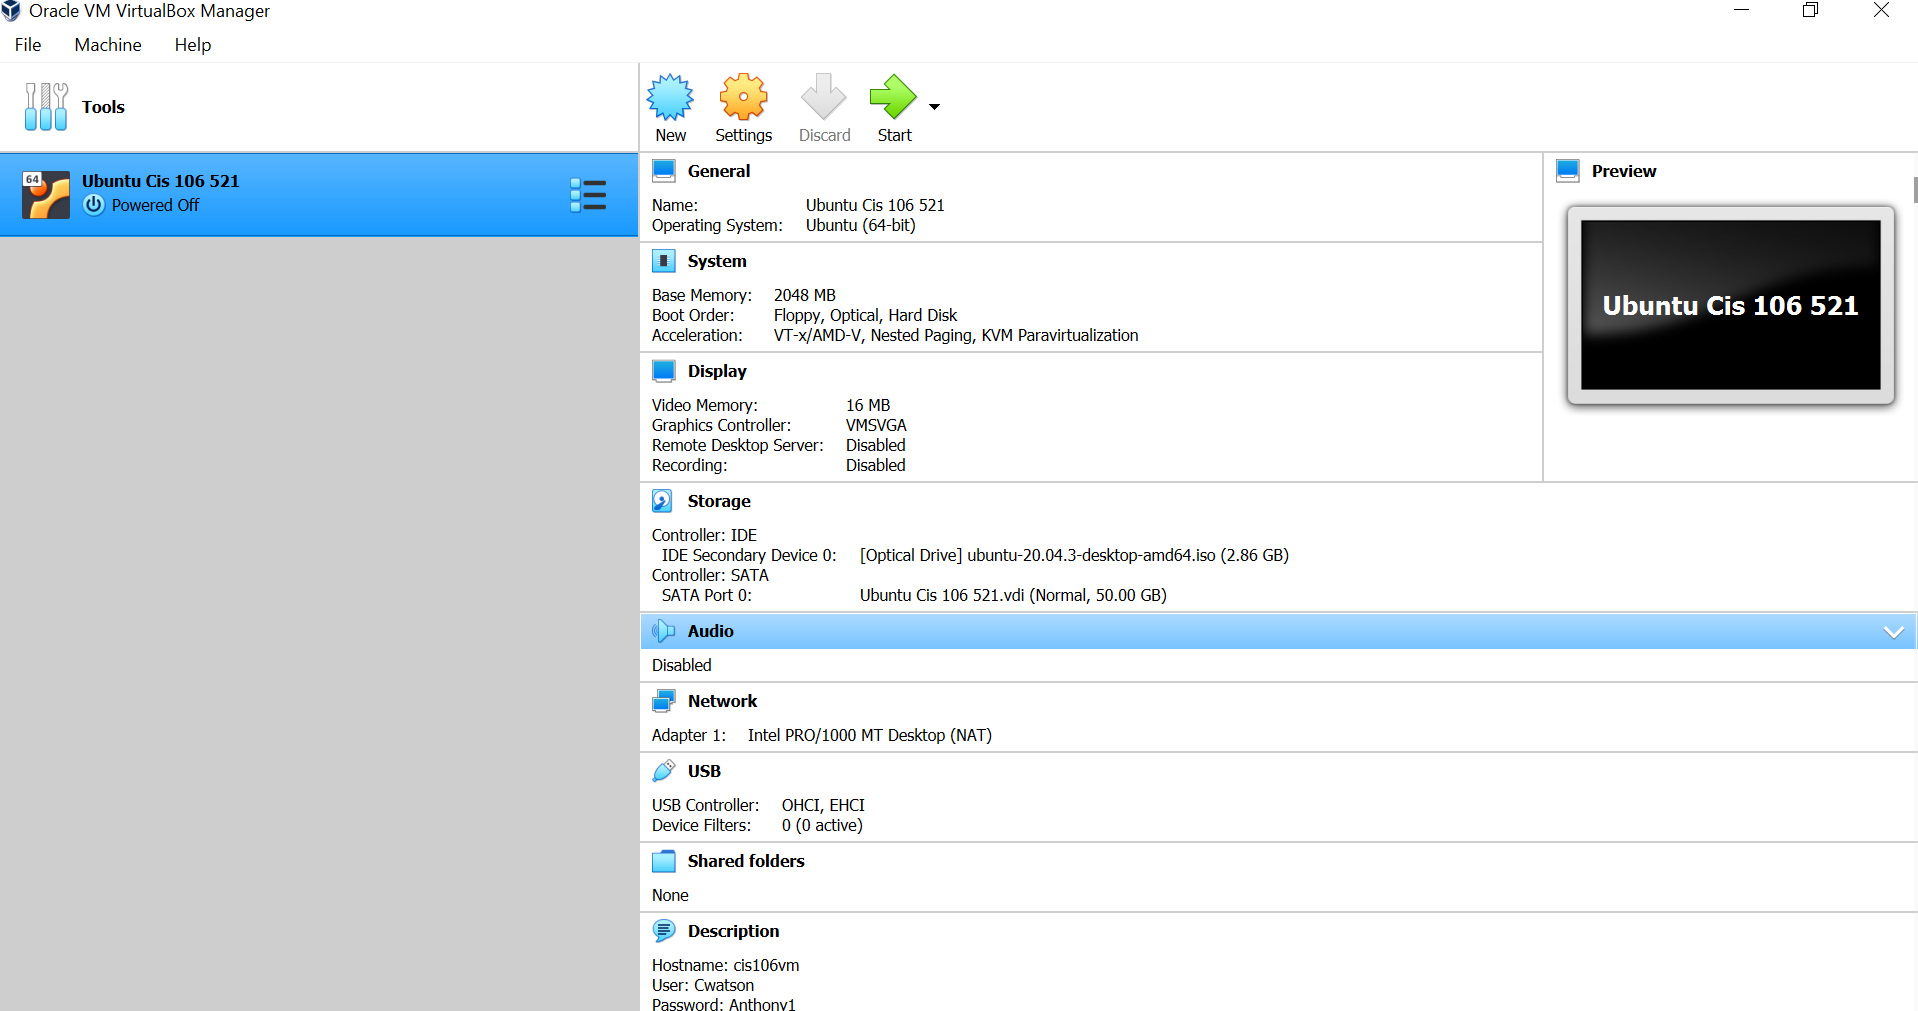 Oracle VM VirtualBox Manager
File Machine Help
Tools
New Settings Discard Start
64
Ubuntu Cis 106 521
Powered Off
General
Name: Ubuntu Cis 106 521
Operating System: Ubuntu (64-bit)
System
Base Memory: 2048 MB
Boot Order: Floppy, Optical, Hard Disk
Acceleration: VT-x/AMD-V, Nested Paging, KVM Paravirtualization
Display
Video Memory: 16 MB
Graphics Controller: VMSVGA
Remote Desktop Server: Disabled
Recording: Disabled
Preview
Ubuntu Cis 106 521
Storage
Controller: IDE
IDE Secondary Device 0: [Optical Drive] ubuntu-20.04.3-desktop-amd64.iso (2.86 GB)
Controller: SATA
SATA Port 0: Ubuntu Cis 106 521.vdi (Normal, 50.00 GB)
Audio
Disabled
Network
Adapter 1: Intel PRO/1000 MT Desktop (NAT)
USB
USB Controller: OHCI, EHCI
Device Filters: 0 (0 active)
Shared folders
None
Description
Hostname: cis106vm
User: Cwatson
Password: Anthony1